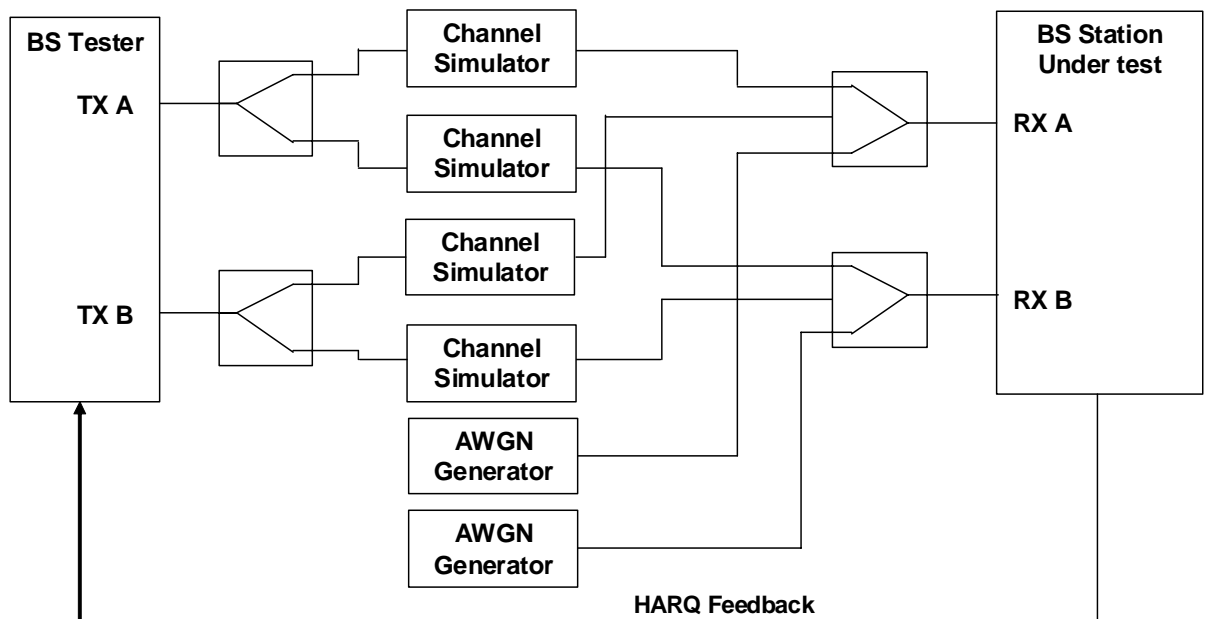 BS Tester
TX A
TX B
Channel
Simulator
Channel
Simulator
Channel
Simulator
Channel
Simulator
AWGN
Generator
AWGN
Generator
BS Station
Under test
RX A
RX B
HARQ Feedback